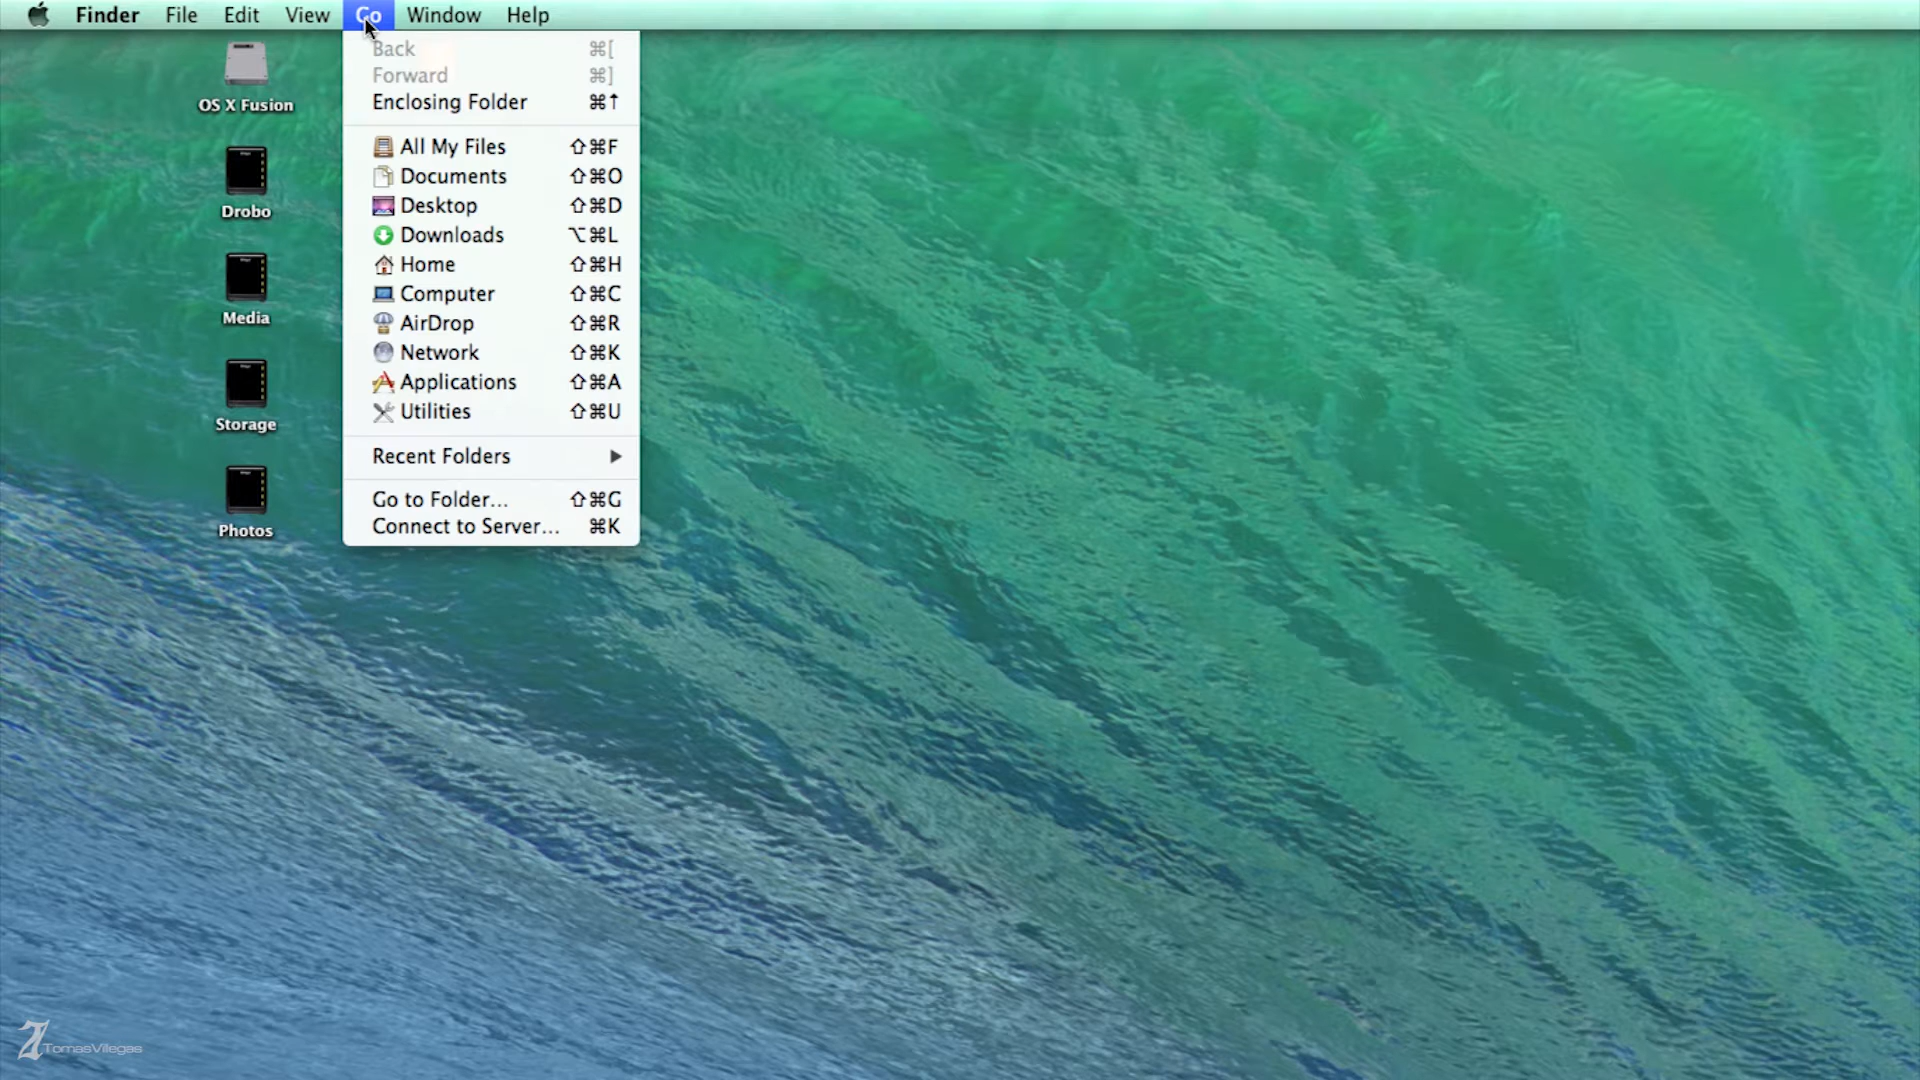 Finder File Edit View Go Window Help
OS X Fusion
Drobo
Media
Storage
Photos
Back ⌘[
Forward ⌘]
Enclosing Folder ⌘↑
All My Files ⇧⌘F
Documents ⇧⌘O
Desktop ⇧⌘D
Downloads ⌥⌘L
Home ⇧⌘H
Computer ⇧⌘C
AirDrop ⇧⌘R
Network ⇧⌘K
Applications ⇧⌘A
Utilities ⇧⌘U
Recent Folders ▶
Go to Folder... ⇧⌘G
Connect to Server... ⌘K
TomasVillegas